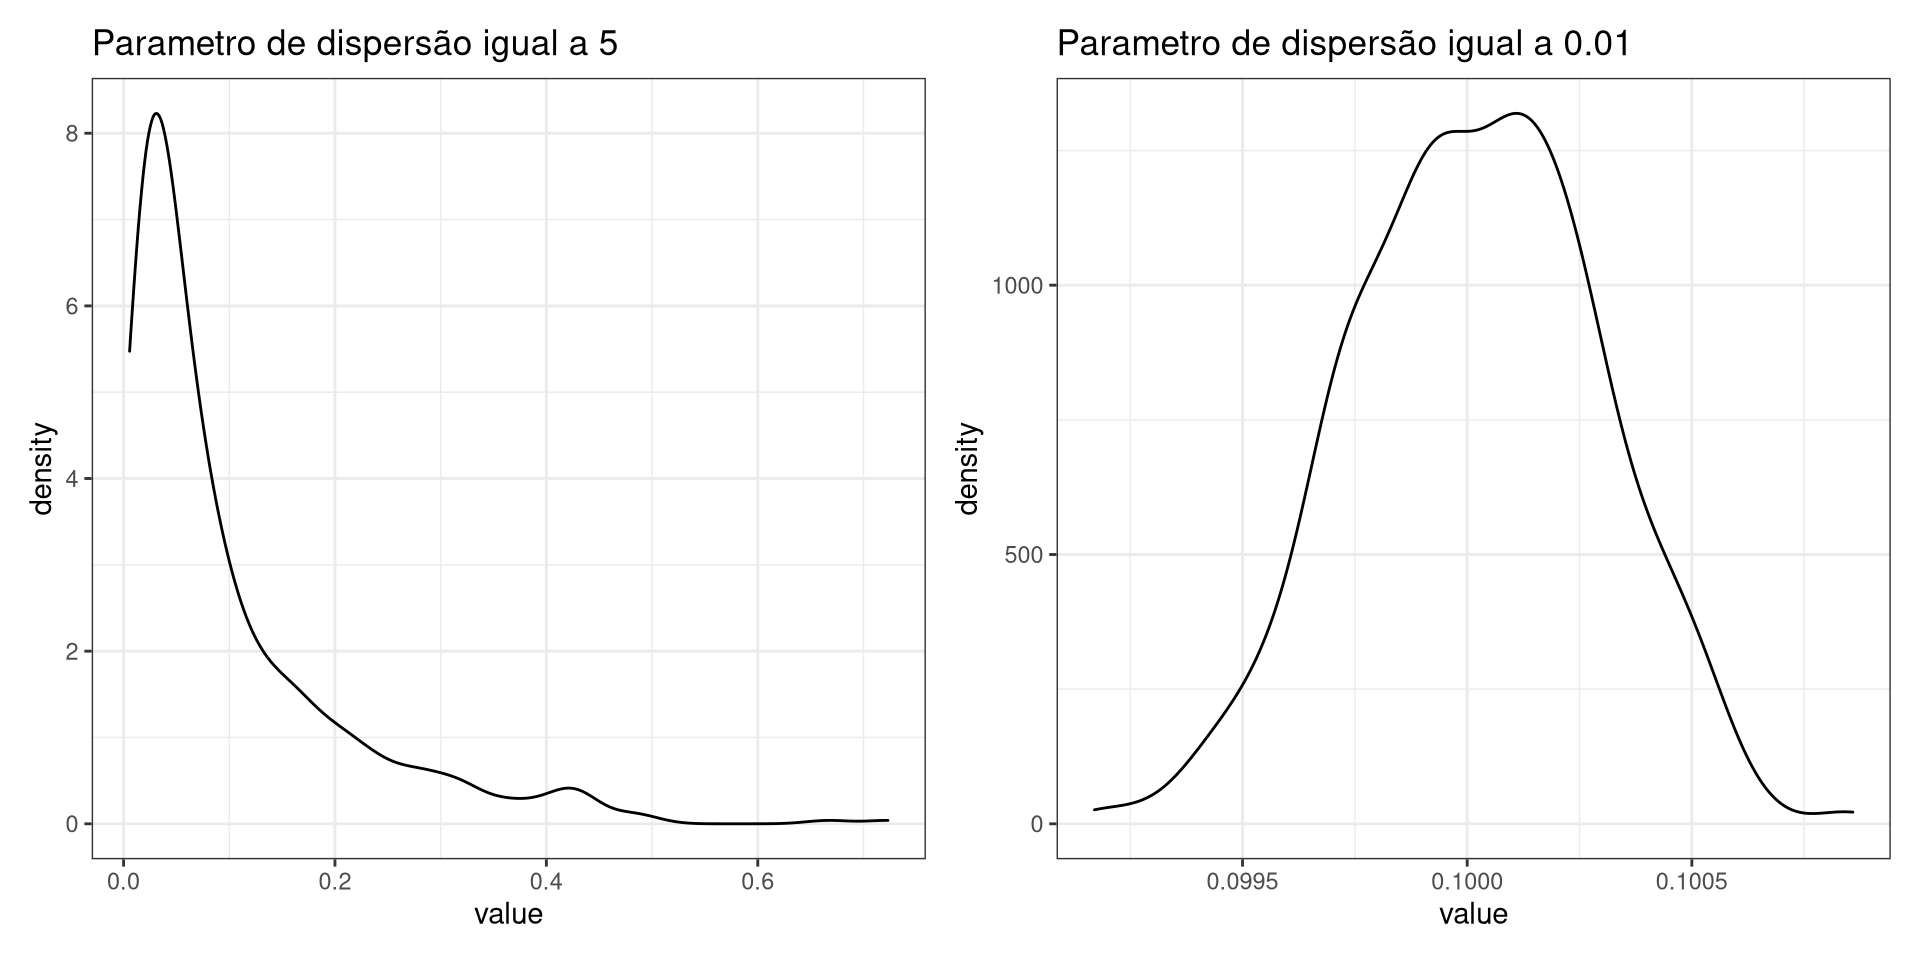 Parametro de dispersão igual a 5
8
6
4
2
0
density
0.0 0.2 0.4 0.6
value
Parametro de dispersão igual a 0.01
1000
500
0
density
0.0995 0.1000 0.1005
value